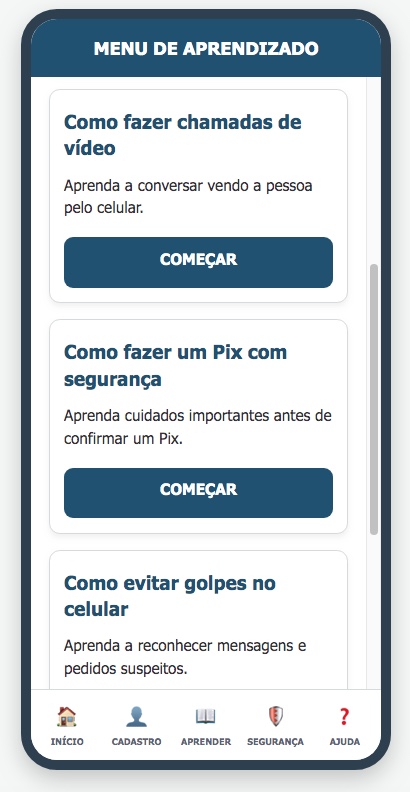 MENU DE APRENDIZADO
Como fazer chamadas de
vídeo
Aprenda a conversar vendo a pessoa
pelo celular.
COMEÇAR
Como fazer um Pix com
segurança
Aprenda cuidados importantes antes de
confirmar um Pix.
COMEÇAR
Como evitar golpes no
celular
Aprenda a reconhecer mensagens e
pedidos suspeitos.
INÍCIO CADASTRO APRENDER SEGURANÇA AJUDA